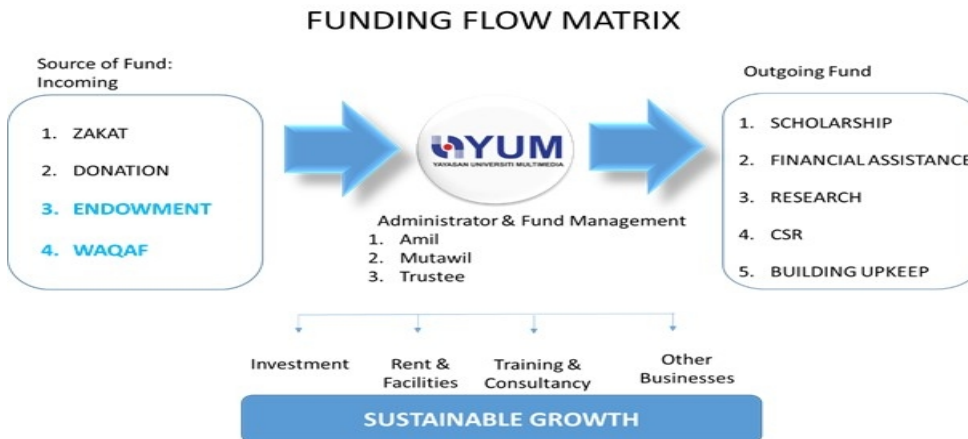 FUNDING FLOW MATRIX
Source of Fund:
Incoming
1. ZAKAT
2. DONATION
3. ENDOWMENT
4. WAQAF
YUM
YAYASAN UNIVERSITI MULTIMEDIA
Administrator & Fund Management
1. Amil
2. Mutawil
3. Trustee
Outgoing Fund
1. SCHOLARSHIP
2. FINANCIAL ASSISTANCE
3. RESEARCH
4. CSR
5. BUILDING UPKEEP
Investment
Rent &
Facilities
Training &
Consultancy
Other
Businesses
SUSTAINABLE GROWTH